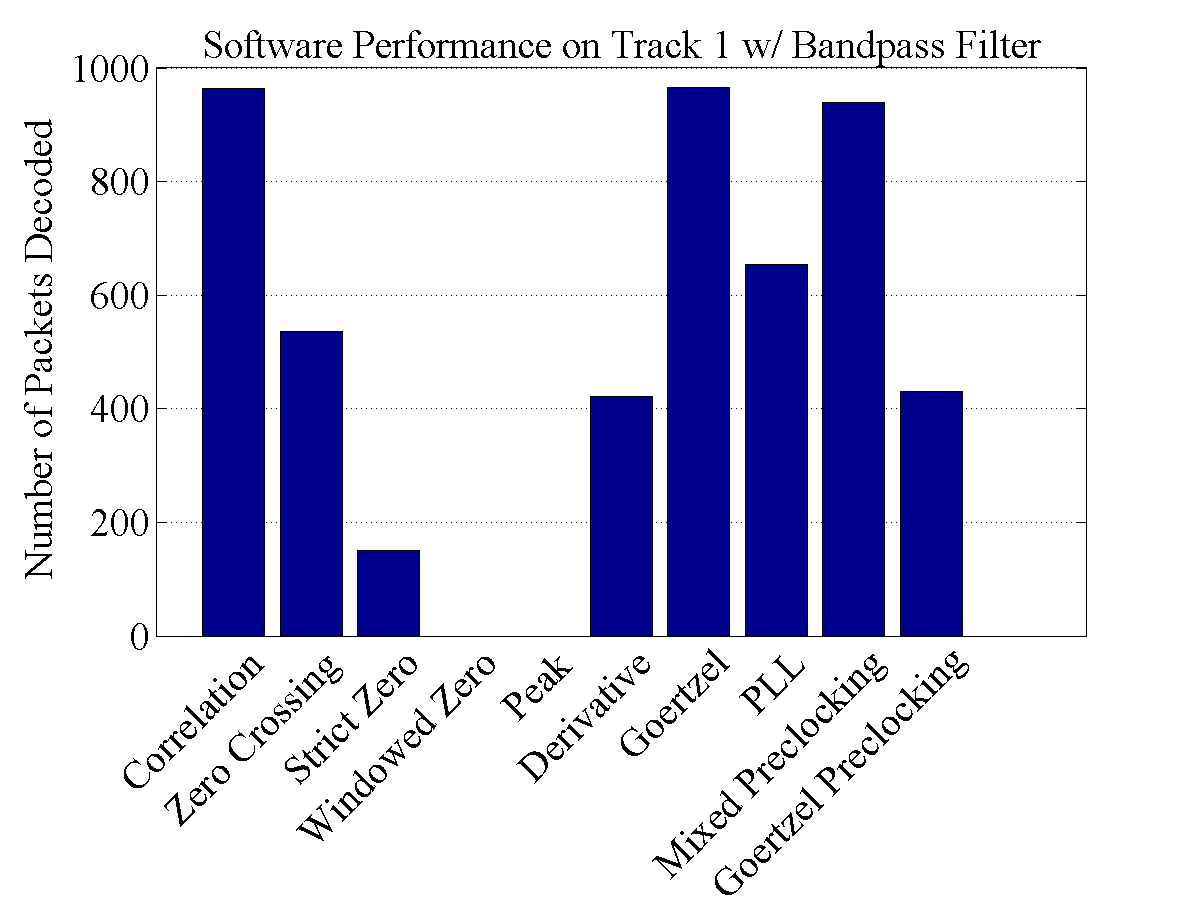 Software Performance on Track 1 w/ Bandpass Filter
Number of Packets Decoded
1000
800
600
400
200
0
Correlation
Zero Crossing
Strict Zero
Windowed Zero
Peak
Derivative
Goertzel
PLL
Mixed Preclocking
Goertzel Preclocking